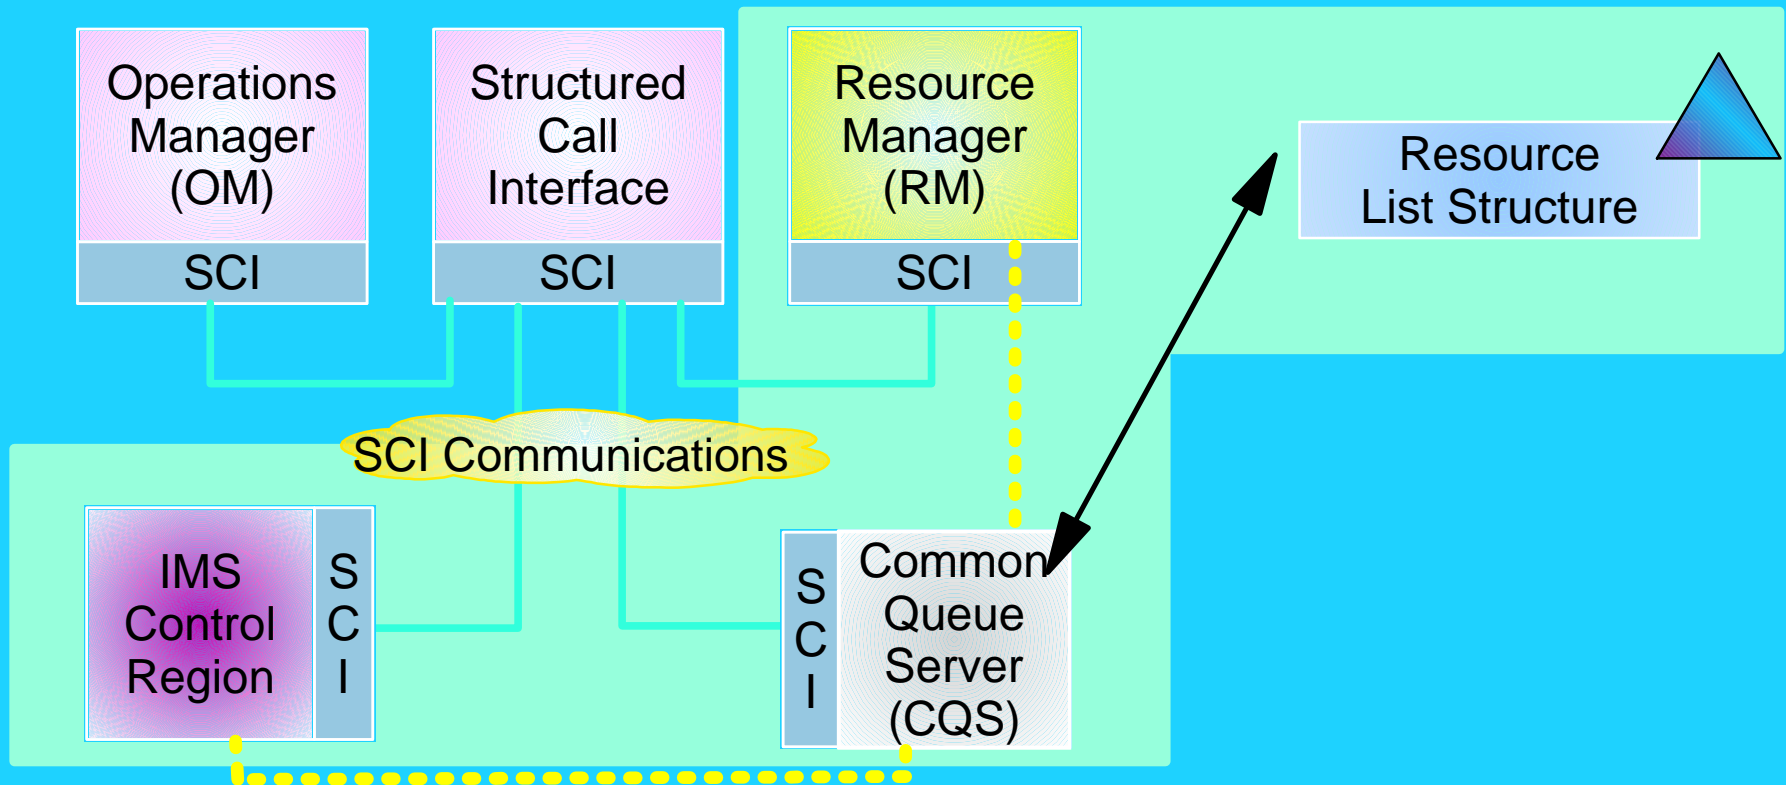 Operations
Manager
(OM)
SCI
Structured
Call
Interface
SCI
Resource
Manager
(RM)
SCI
Resource
List Structure
SCI Communications
IMS
Control
Region
S
C
I
S
C
I
Common
Queue
Server
(CQS)